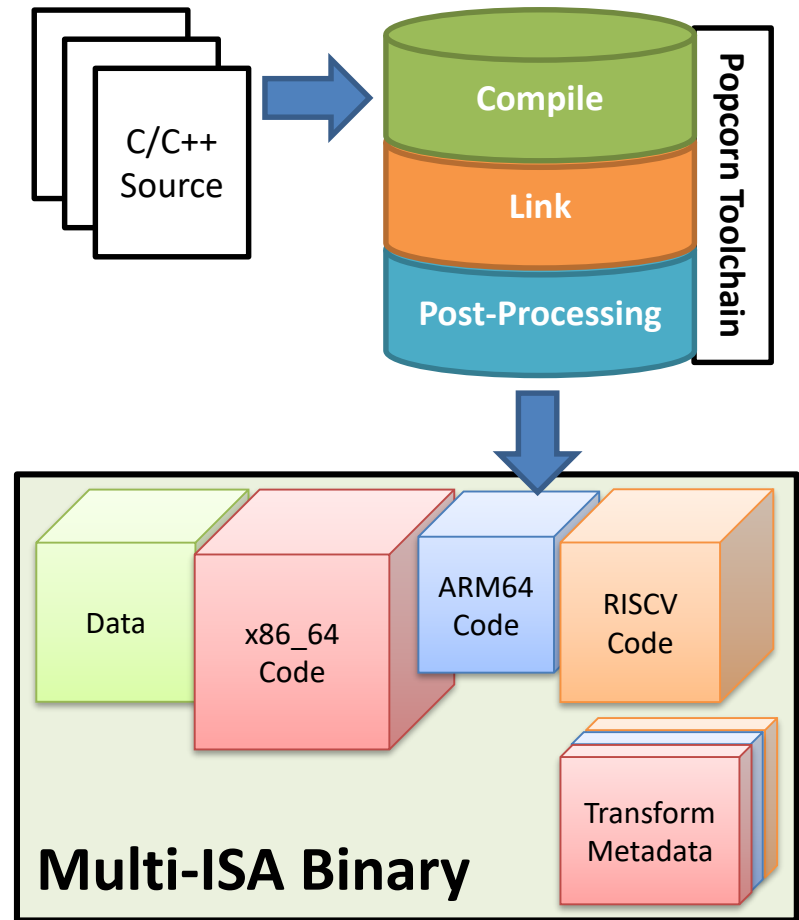 C/C++
Source
Compile
Link
Post-Processing
Popcorn Toolchain
Data
x86_64
Code
ARM64
Code
RISCV
Code
Transform
Metadata
Multi-ISA Binary